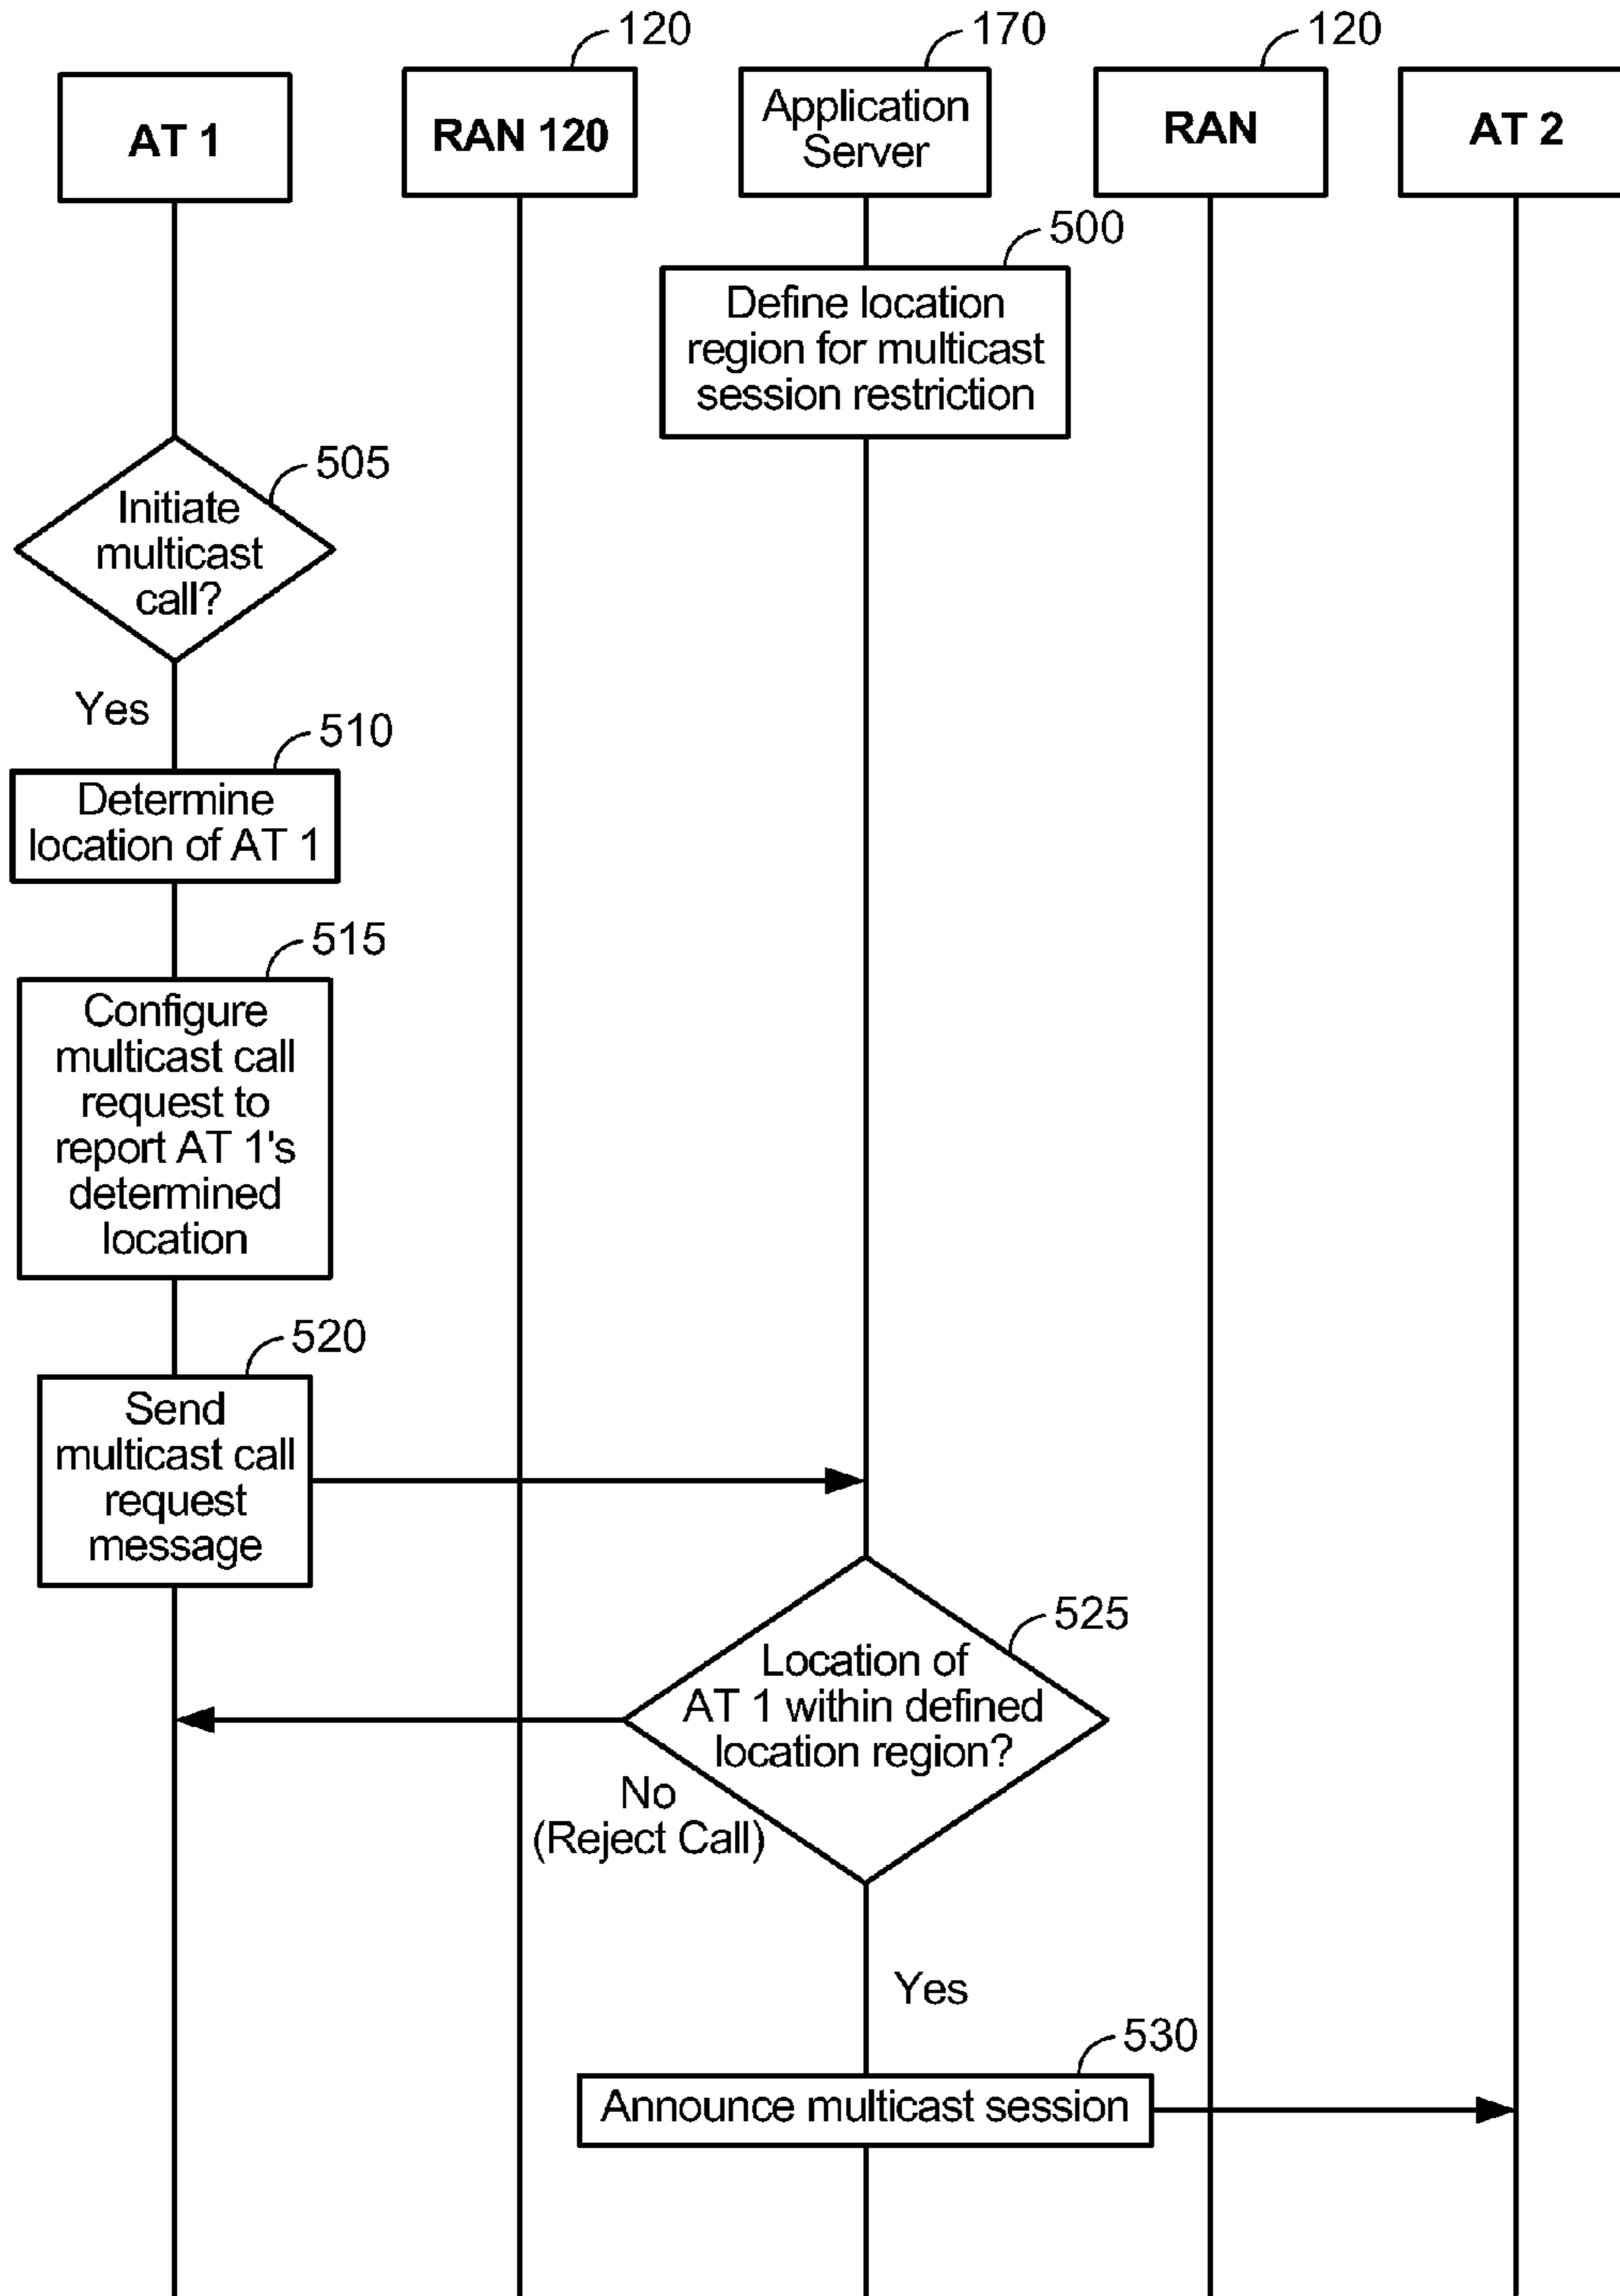 120
170
120
AT 1
RAN 120
Application
Server
RAN
AT 2
500
Define location
region for multicast
session restriction
505
Initiate
multicast
call?
Yes
510
Determine
location of AT 1
515
Configure
multicast call
request to
report AT 1's
determined
location
520
Send
multicast call
request
message
525
Location of
AT 1 within defined
location region?
No
(Reject Call)
Yes
530
Announce multicast session